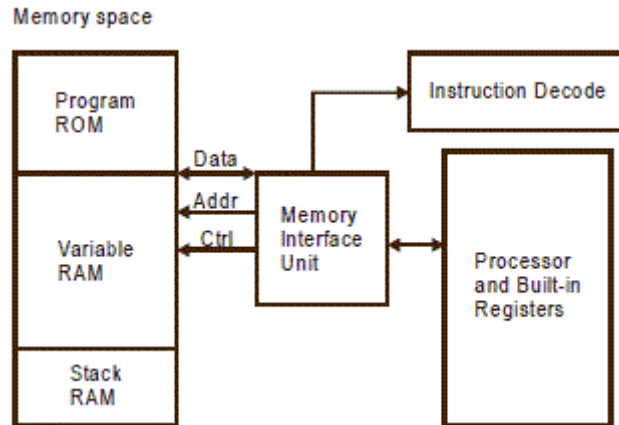 Memory space
Program
ROM
Instruction Decode
Data
Addr
Ctrl
Memory
Interface
Unit
Variable
RAM
Processor
and Built-in
Registers
Stack
RAM